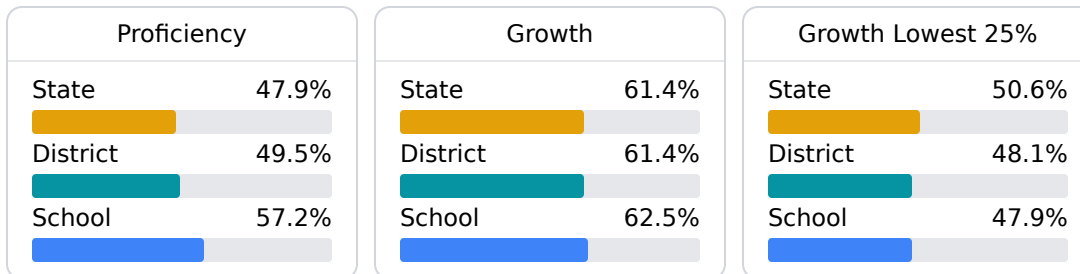 Proficiency
State 47.9%
District 49.5%
School 57.2%
Growth
State 61.4%
District 61.4%
School 62.5%
Growth Lowest 25%
State 50.6%
District 48.1%
School 47.9%